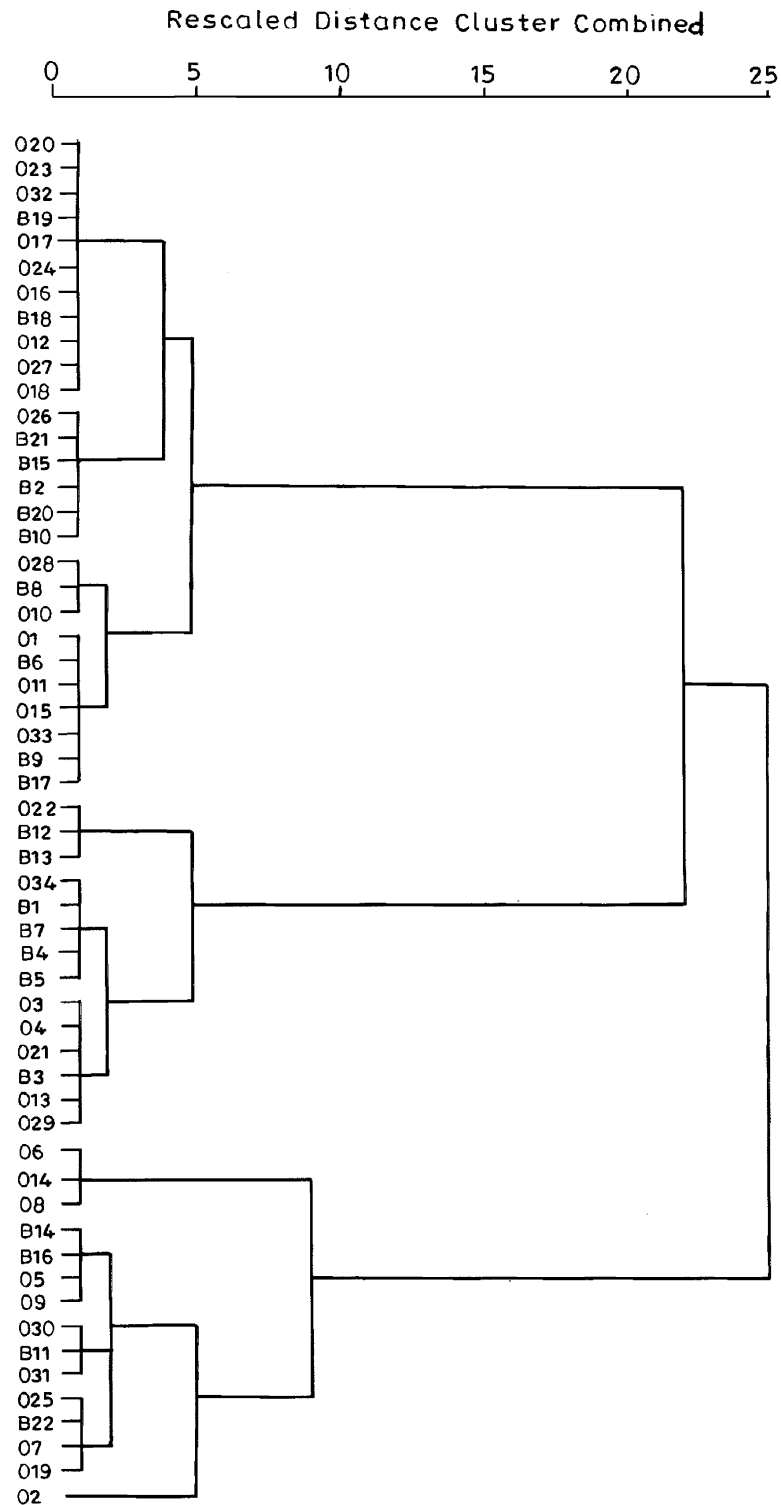 Rescaled Distance Cluster Combined
0 5 10 15 20 25
O20
O23
O32
B19
O17
O24
O16
B18
O12
O27
O18
O26
B21
B15
B2
B20
B10
O28
B8
O10
O1
B6
O11
O15
O33
B9
B17
O22
B12
B13
O34
B1
B7
B4
B5
O3
O4
O21
B3
O13
O29
O6
O14
O8
B14
B16
O5
O9
O30
B11
O31
O25
B22
O7
O19
O2